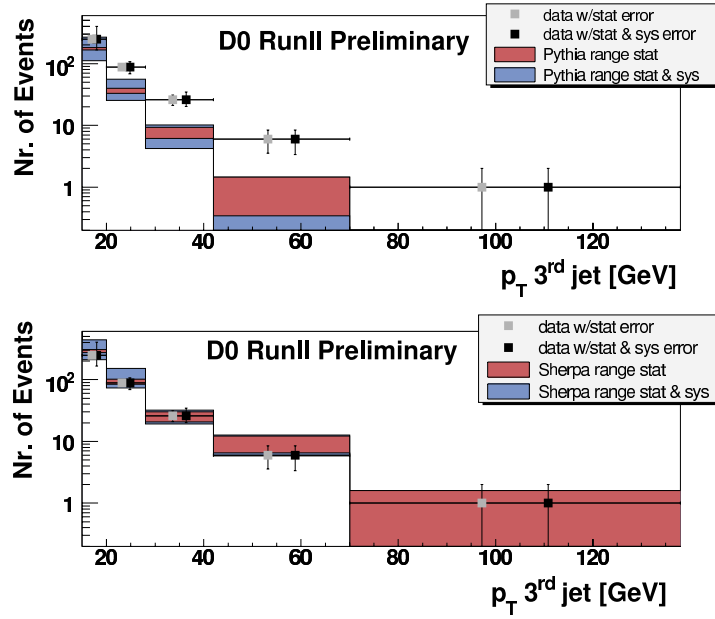 D0 RunII Preliminary
data w/stat error
data w/stat & sys error
Pythia range stat
Pythia range stat & sys
Nr. of Events
10²
10
1
20 40 60 80 100 120
p_T 3rd jet [GeV]
D0 RunII Preliminary
data w/stat error
data w/stat & sys error
Sherpa range stat
Sherpa range stat & sys
Nr. of Events
10²
10
1
20 40 60 80 100 120
p_T 3rd jet [GeV]